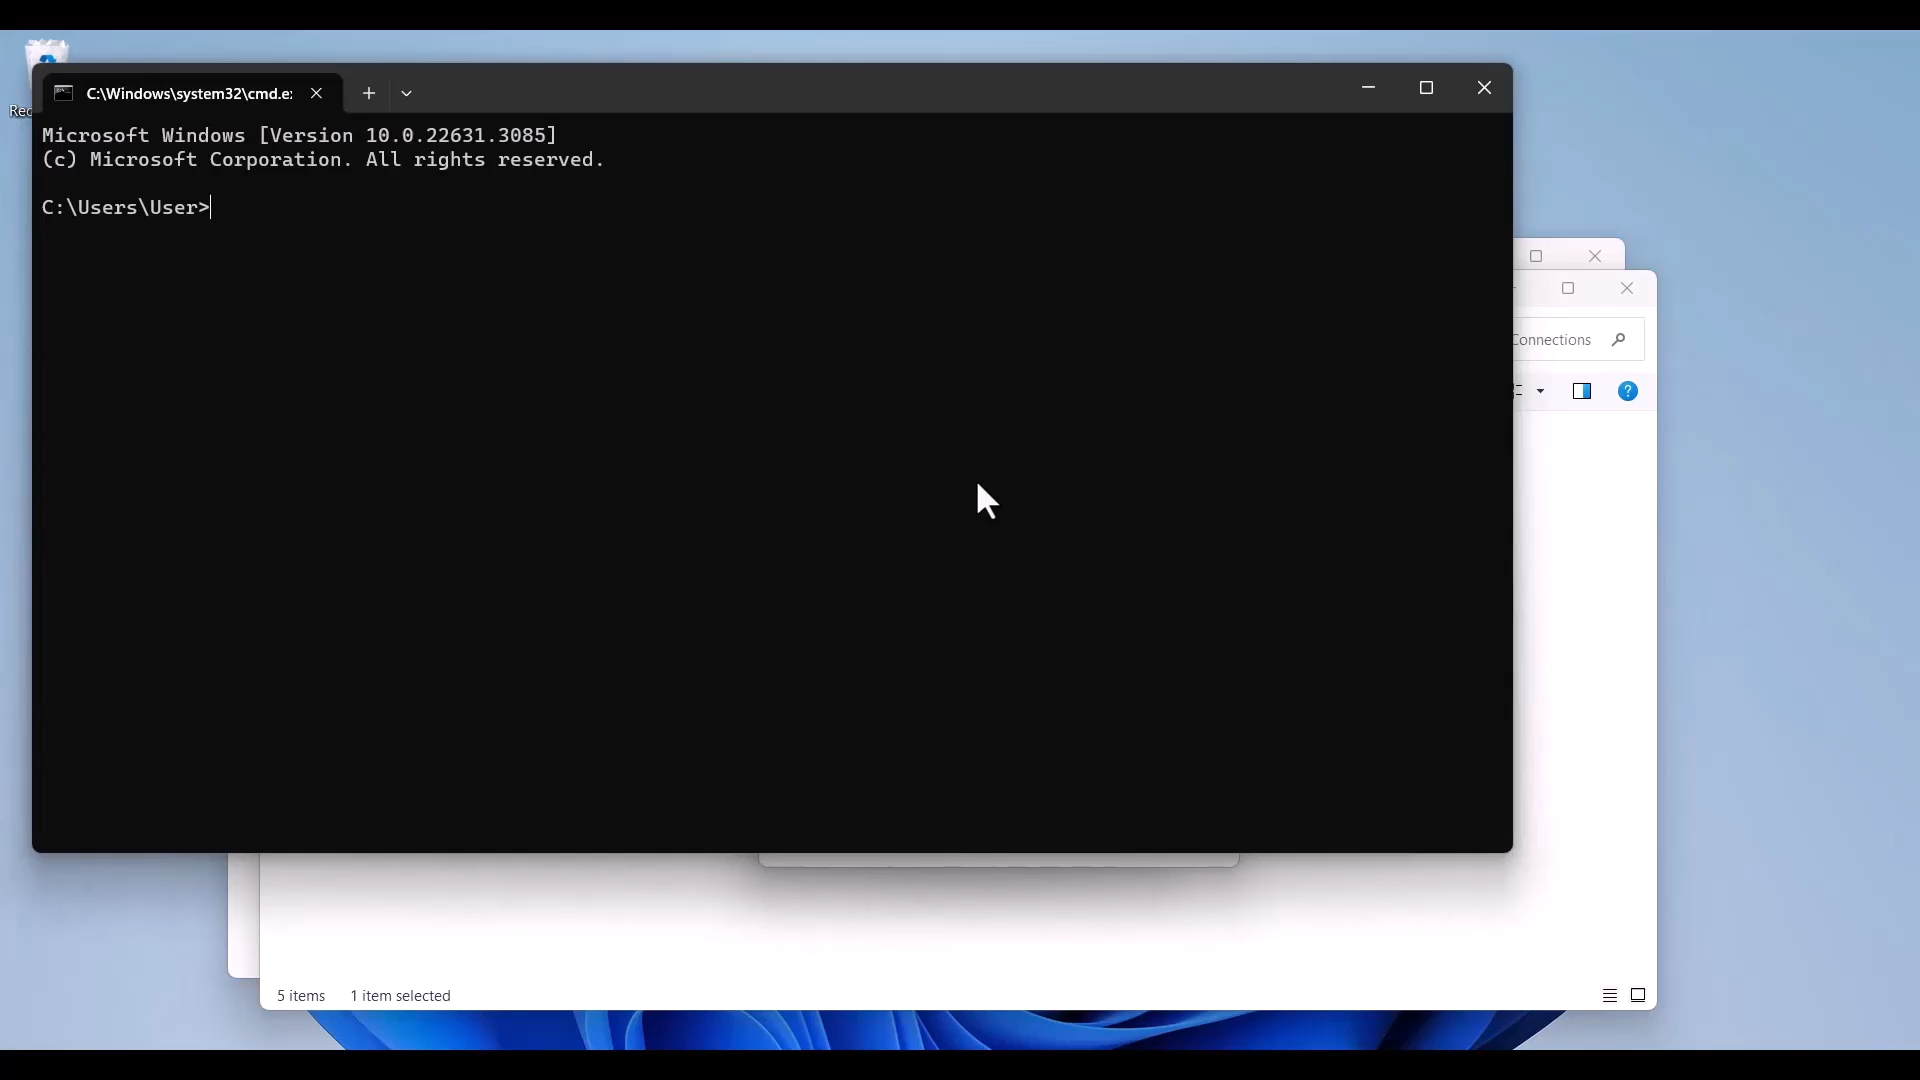 C:\Windows\system32\cmd.e
Microsoft Windows [Version 10.0.22631.3085]
(c) Microsoft Corporation. All rights reserved.
C:\Users\User>
Connections
5 items 1 item selected